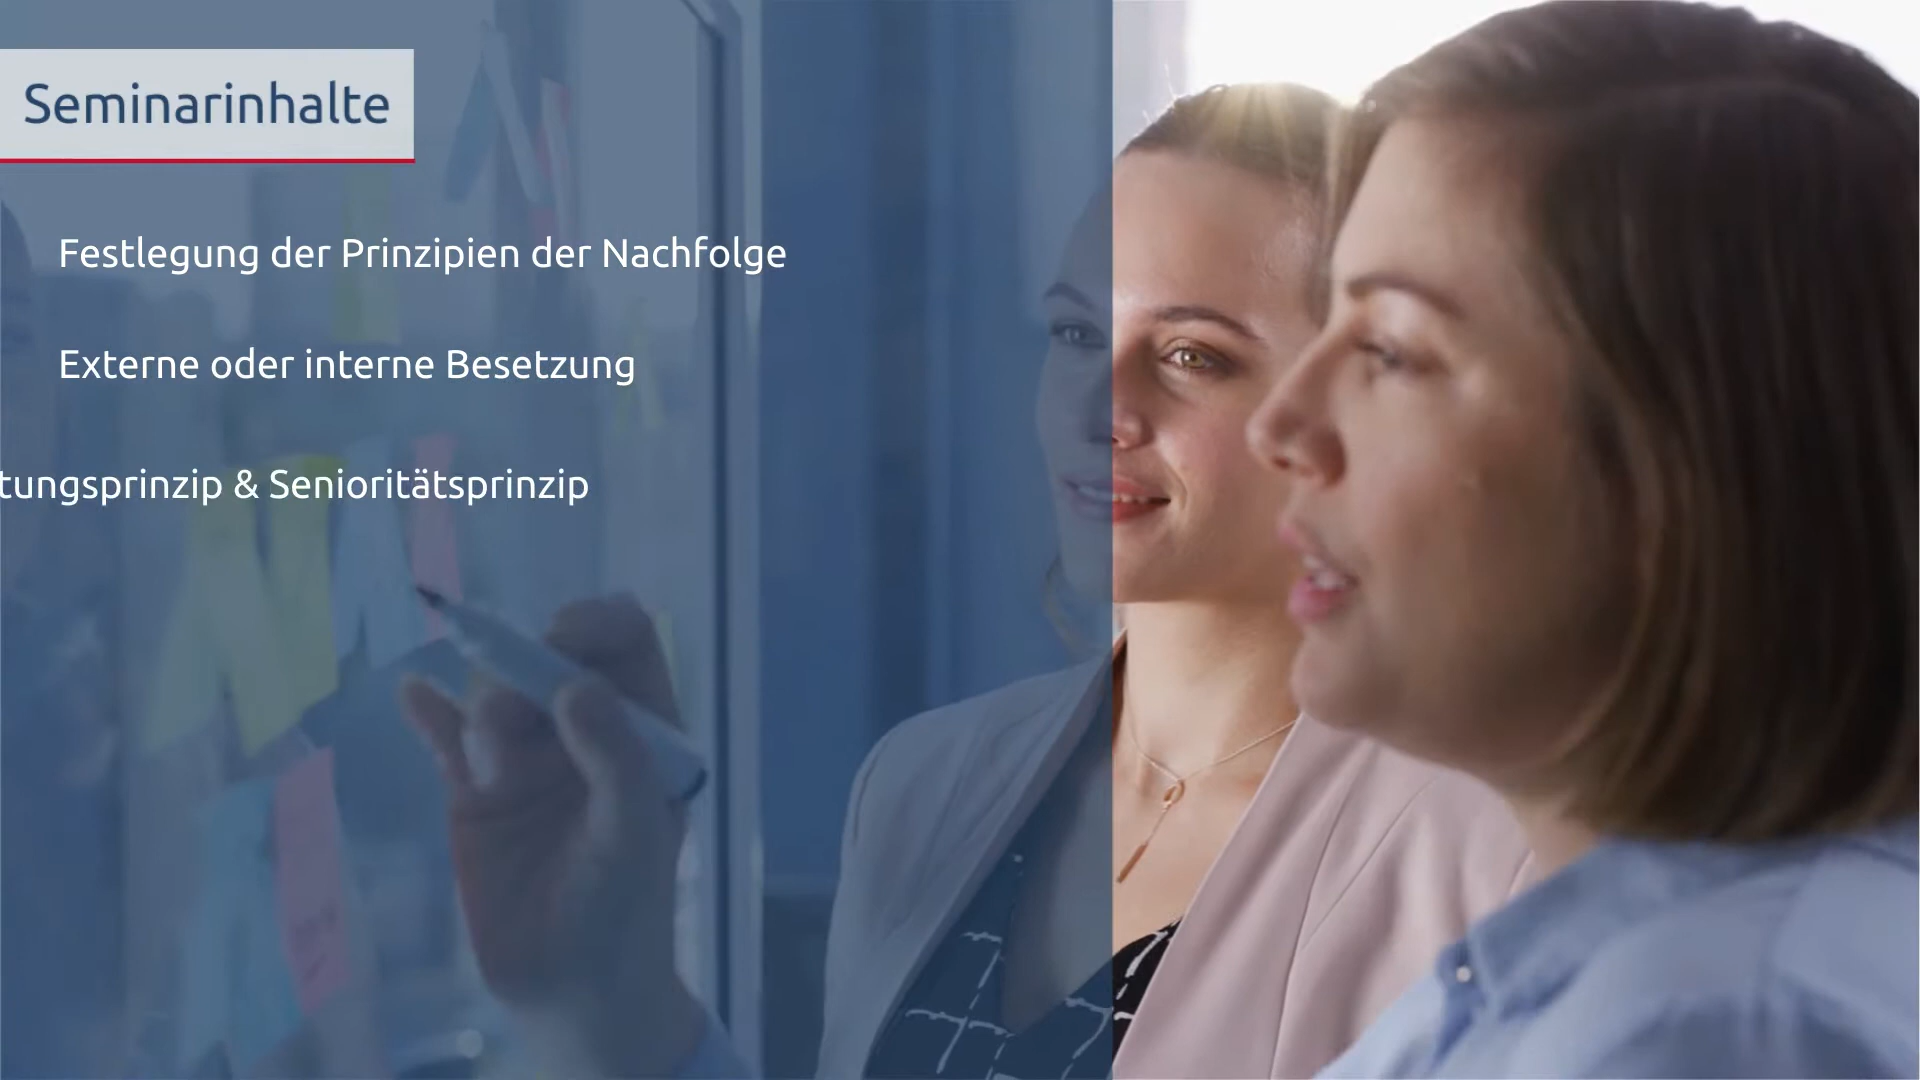 Seminarinhalte
Festlegung der Prinzipien der Nachfolge
Externe oder interne Besetzung
tungsprinzip & Senioritätsprinzip